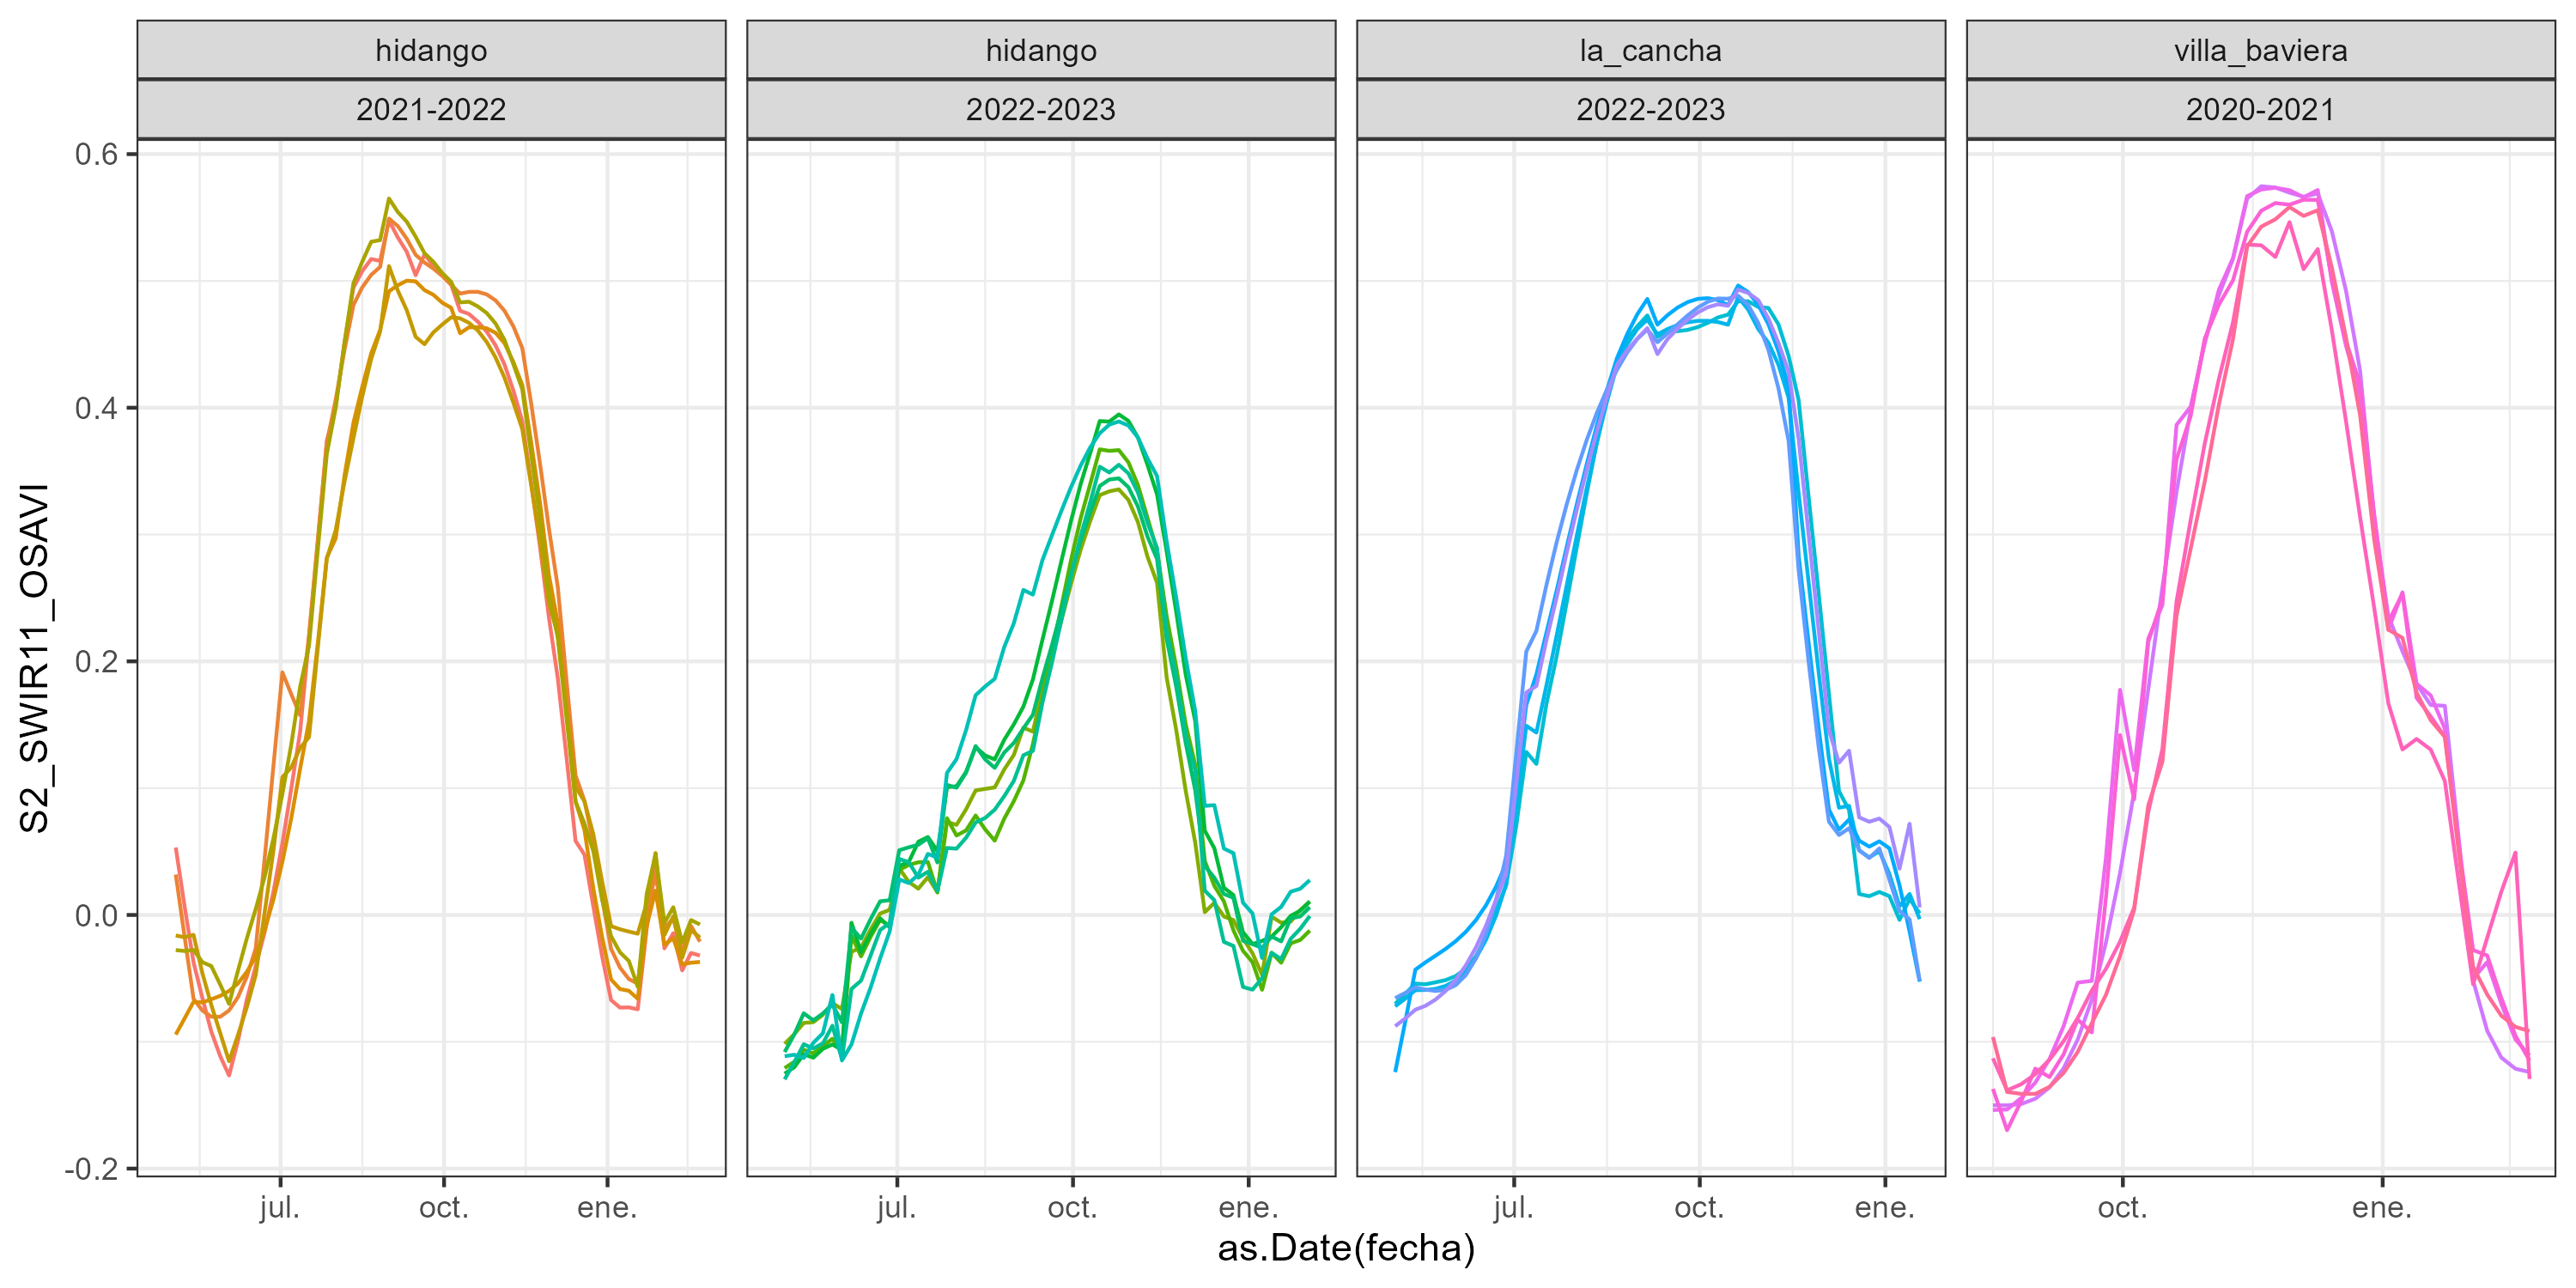 hidango
hidango
la_cancha
villa_baviera
2021-2022
2022-2023
2022-2023
2020-2021
S2_SWIR11_OSAVI
0.6
0.4
0.2
0.0
-0.2
jul. oct. ene.
jul. oct. ene.
jul. oct. ene.
oct. ene.
as.Date(fecha)